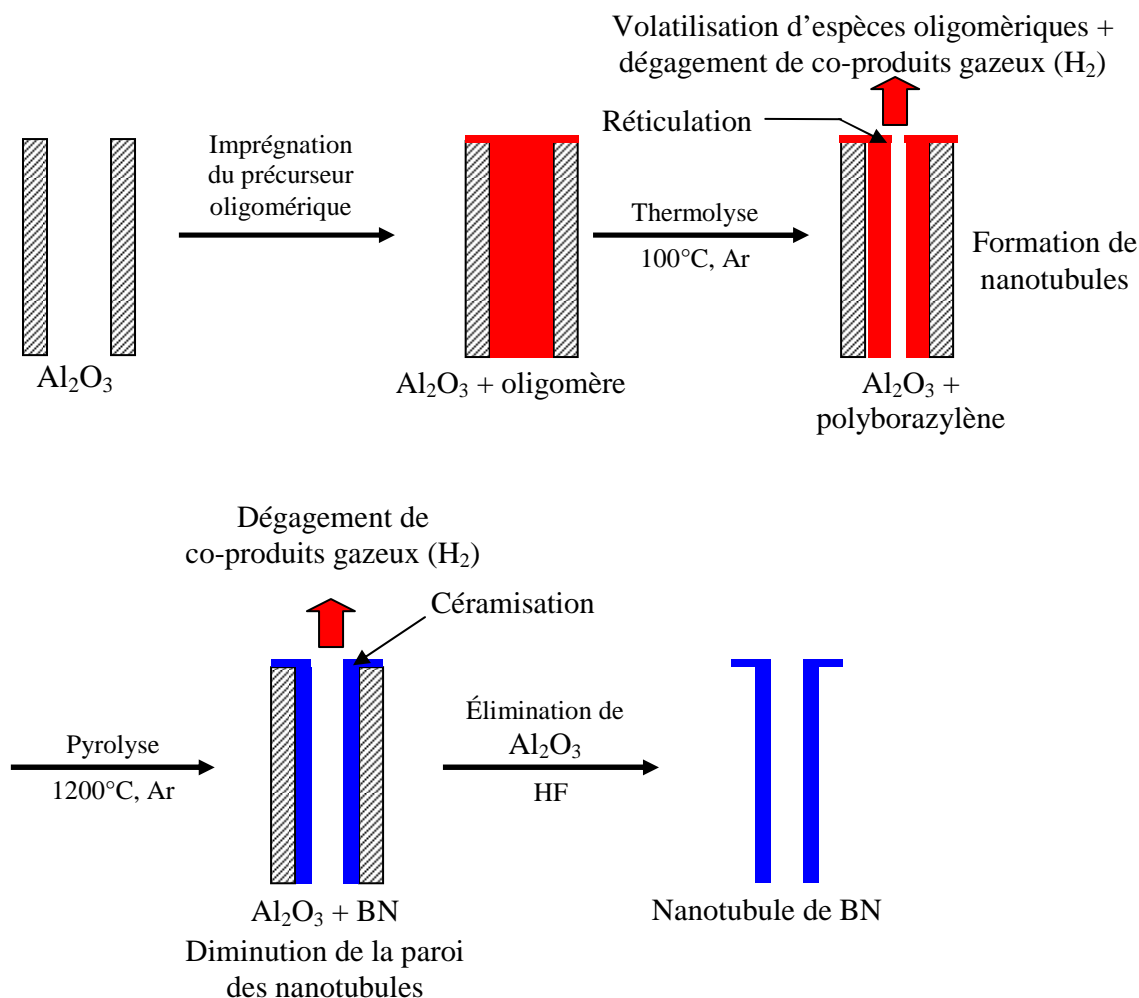 Volatilisation d'espèces oligomèriques +
dégagement de co-produits gazeux (H₂)
Réticulation
Imprégnation
du précurseur
oligomérique
Thermolyse
100°C, Ar
Formation de
nanotubules
Al₂O₃
Al₂O₃ + oligomère
Al₂O₃ +
polyborazylène
Dégagement de
co-produits gazeux (H₂)
Céramisation
Pyrolyse
1200°C, Ar
Élimination de
Al₂O₃
HF
Al₂O₃ + BN
Diminution de la paroi
des nanotubules
Nanotubule de BN